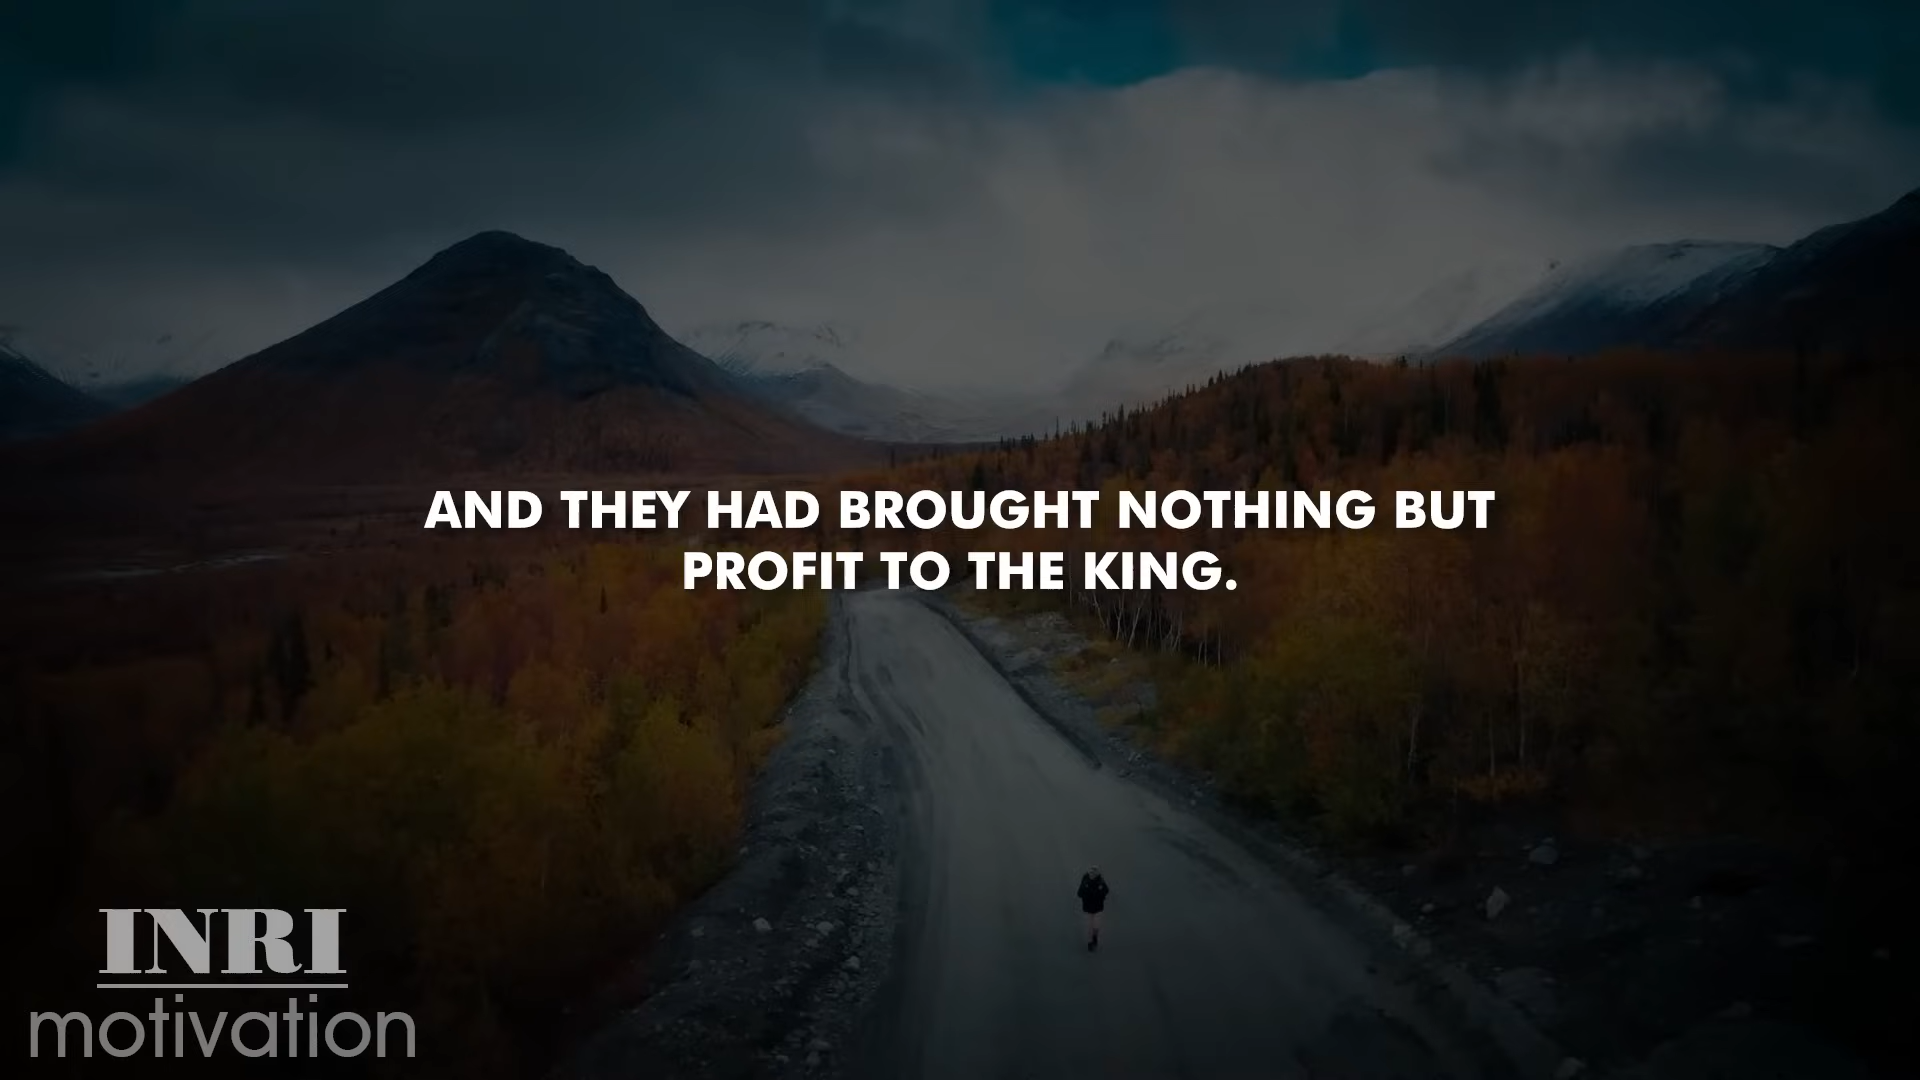 AND THEY HAD BROUGHT NOTHING BUT
PROFIT TO THE KING.
INRI
motivation